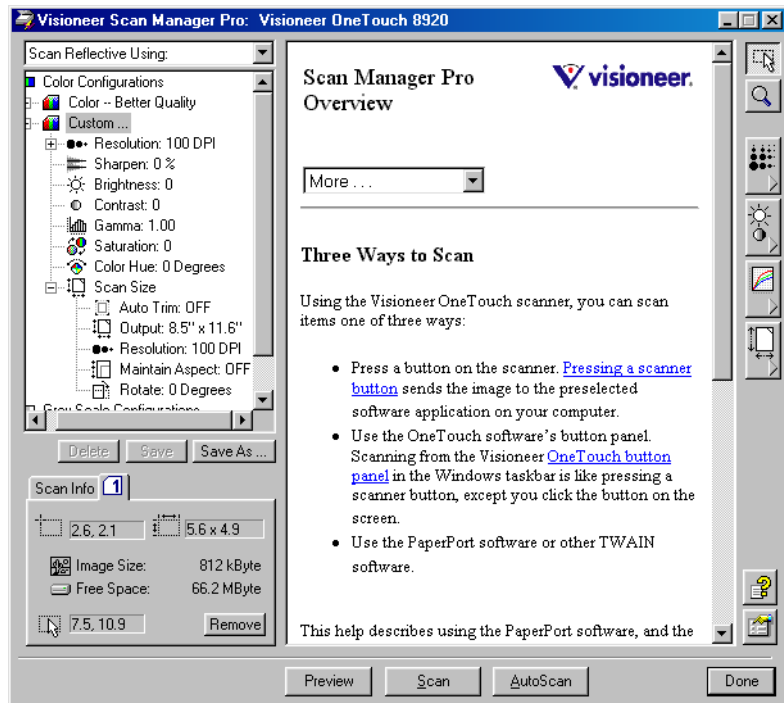 Visioneer Scan Manager Pro:  Visioneer OneTouch 8920
Scan Reflective Using:
Color Configurations
Color -- Better Quality
Custom ...
Resolution: 100 DPI
Sharpen: 0 %
Brightness: 0
Contrast: 0
Gamma: 1.00
Saturation: 0
Color Hue: 0 Degrees
Scan Size
Auto Trim: OFF
Output: 8.5" x 11.6"
Resolution: 100 DPI
Maintain Aspect: OFF
Rotate: 0 Degrees
Gray Scale Configurations
Delete
Save
Save As ...
Scan Info
1
2.6, 2.1
5.6 x 4.9
Image Size: 812 kByte
Free Space: 66.2 MByte
7.5, 10.9
Remove
Scan Manager Pro
Overview
visioneer.
More . . .
Three Ways to Scan
Using the Visioneer OneTouch scanner, you can scan
items one of three ways:
• Press a button on the scanner. Pressing a scanner
button sends the image to the preselected
software application on your computer.
• Use the OneTouch software's button panel.
Scanning from the Visioneer OneTouch button
panel in the Windows taskbar is like pressing a
scanner button, except you click the button on the
screen.
• Use the PaperPort software or other TWAIN
software.
This help describes using the PaperPort software, and the
Preview
Scan
AutoScan
Done